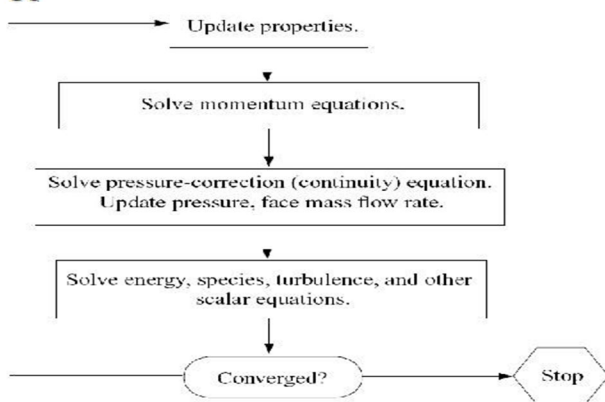 Update properties.
Solve momentum equations.
Solve pressure-correction (continuity) equation.
Update pressure, face mass flow rate.
Solve energy, species, turbulence, and other
scalar equations.
Converged?
Stop